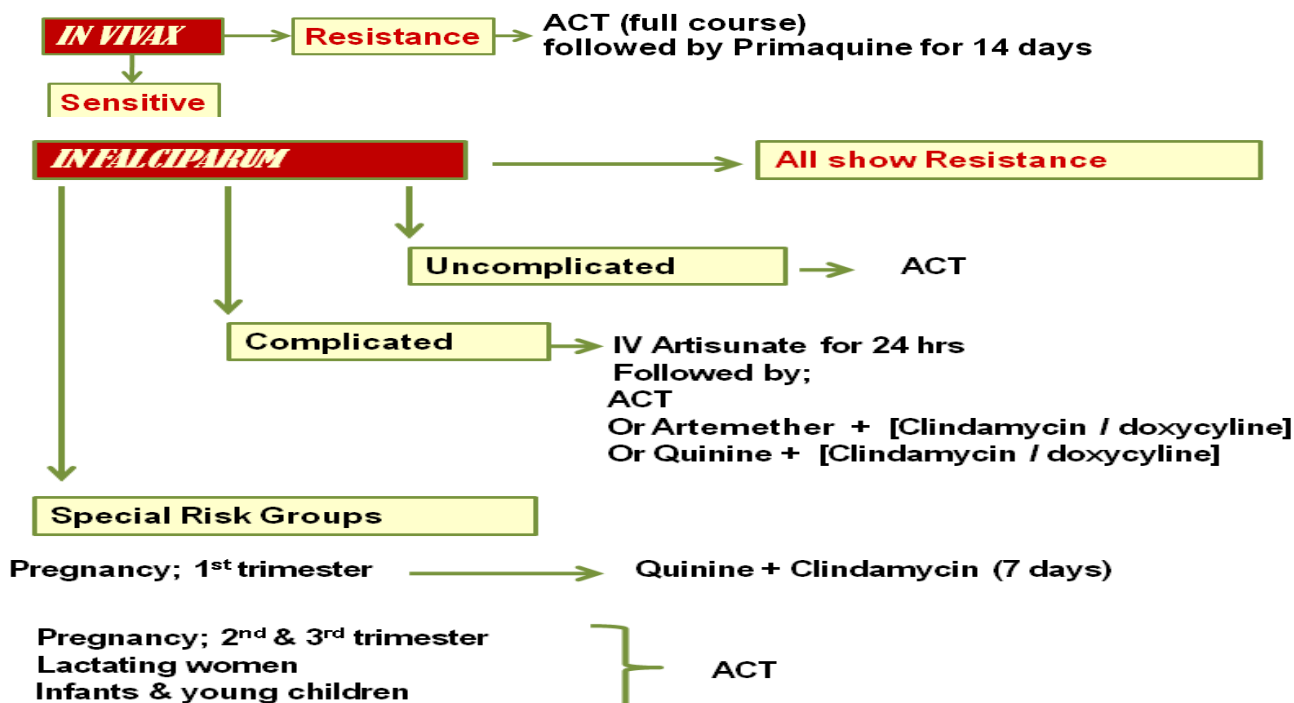 IN VIVAX
Resistance
ACT (full course)
followed by Primaquine for 14 days
Sensitive
IN FALCIPARUM
All show Resistance
Uncomplicated
ACT
Complicated
IV Artisunate for 24 hrs
Followed by;
ACT
Or Artemether + [Clindamycin / doxycyline]
Or Quinine + [Clindamycin / doxycyline]
Special Risk Groups
Pregnancy; 1st trimester
Quinine + Clindamycin (7 days)
Pregnancy; 2nd & 3rd trimester
Lactating women
Infants & young children
ACT